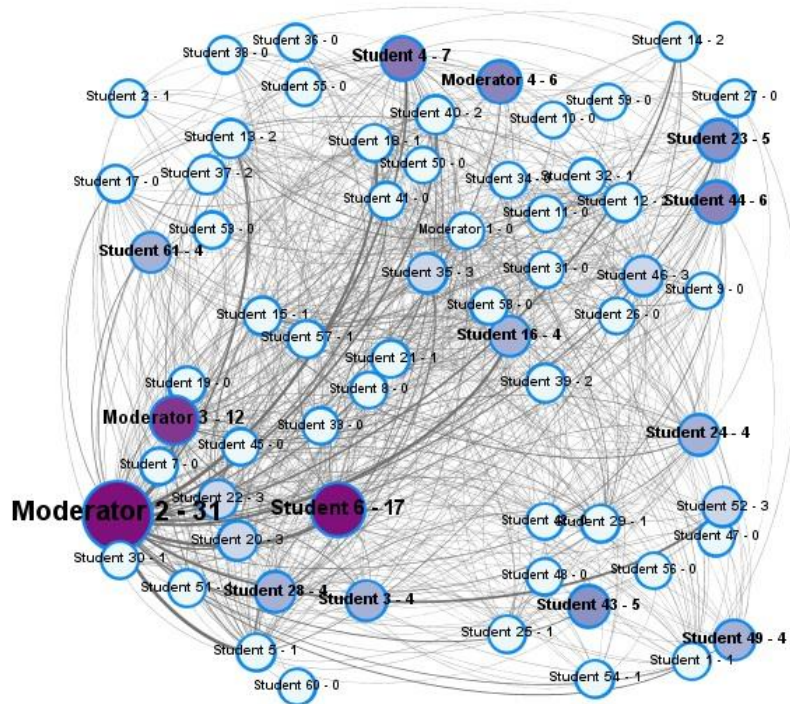 Student 36 - 0
Student 14 - 2
Student 38 - 0
Student 4 - 7
Moderator 4 - 6
Student 55 - 0
Student 2 - 1
Student 27 - 0
Student 59 - 0
Student 40 - 2
Student 10 - 0
Student 13 - 2
Student 18 - 1
Student 23 - 5
Student 50 - 0
Student 37 - 2
Student 32 - 1
Student 17 - 0
Student 34 - 0
Student 41 - 0
Student 12 - 2
Student 44 - 6
Student 11 - 0
Student 53 - 0
Moderator 1 - 0
Student 61 - 4
Student 35 - 3
Student 31 - 0
Student 46 - 3
Student 9 - 0
Student 58 - 0
Student 15 - 1
Student 26 - 0
Student 16 - 4
Student 57 - 1
Student 21 - 1
Student 19 - 0
Student 39 - 2
Student 8 - 0
Moderator 3 - 12
Student 33 - 0
Student 24 - 4
Student 45 - 0
Student 7 - 0
Student 22 - 3
Student 52 - 3
Moderator 2 - 31
Student 6 - 17
Student 29 - 1
Student 47 - 0
Student 20 - 3
Student 30 - 1
Student 56 - 0
Student 48 - 0
Student 51
Student 28 - 4
Student 3 - 4
Student 43 - 5
Student 25 - 1
Student 49 - 4
Student 5 - 1
Student 1 - 1
Student 54 - 1
Student 60 - 0